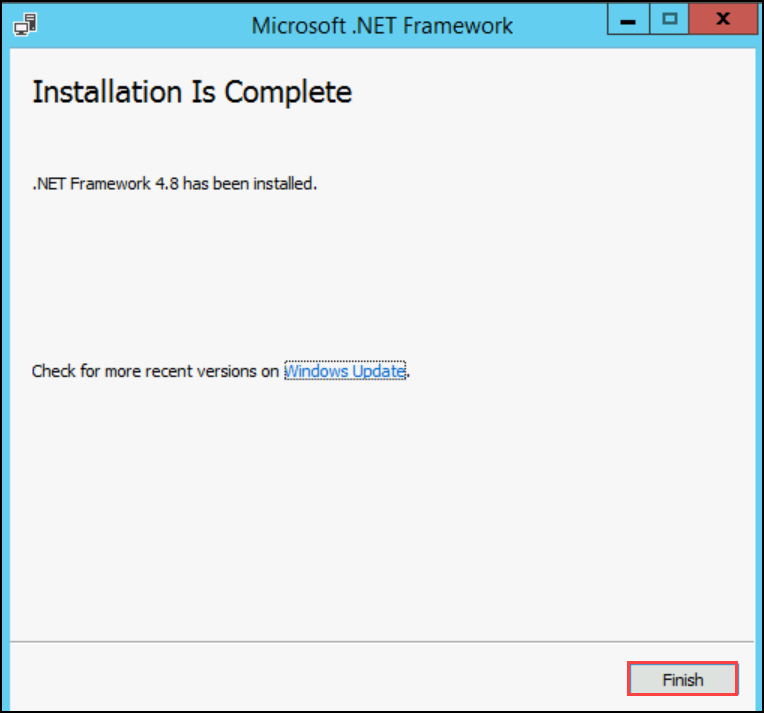 Microsoft .NET Framework
Installation Is Complete
.NET Framework 4.8 has been installed.
Check for more recent versions on Windows Update.
Finish